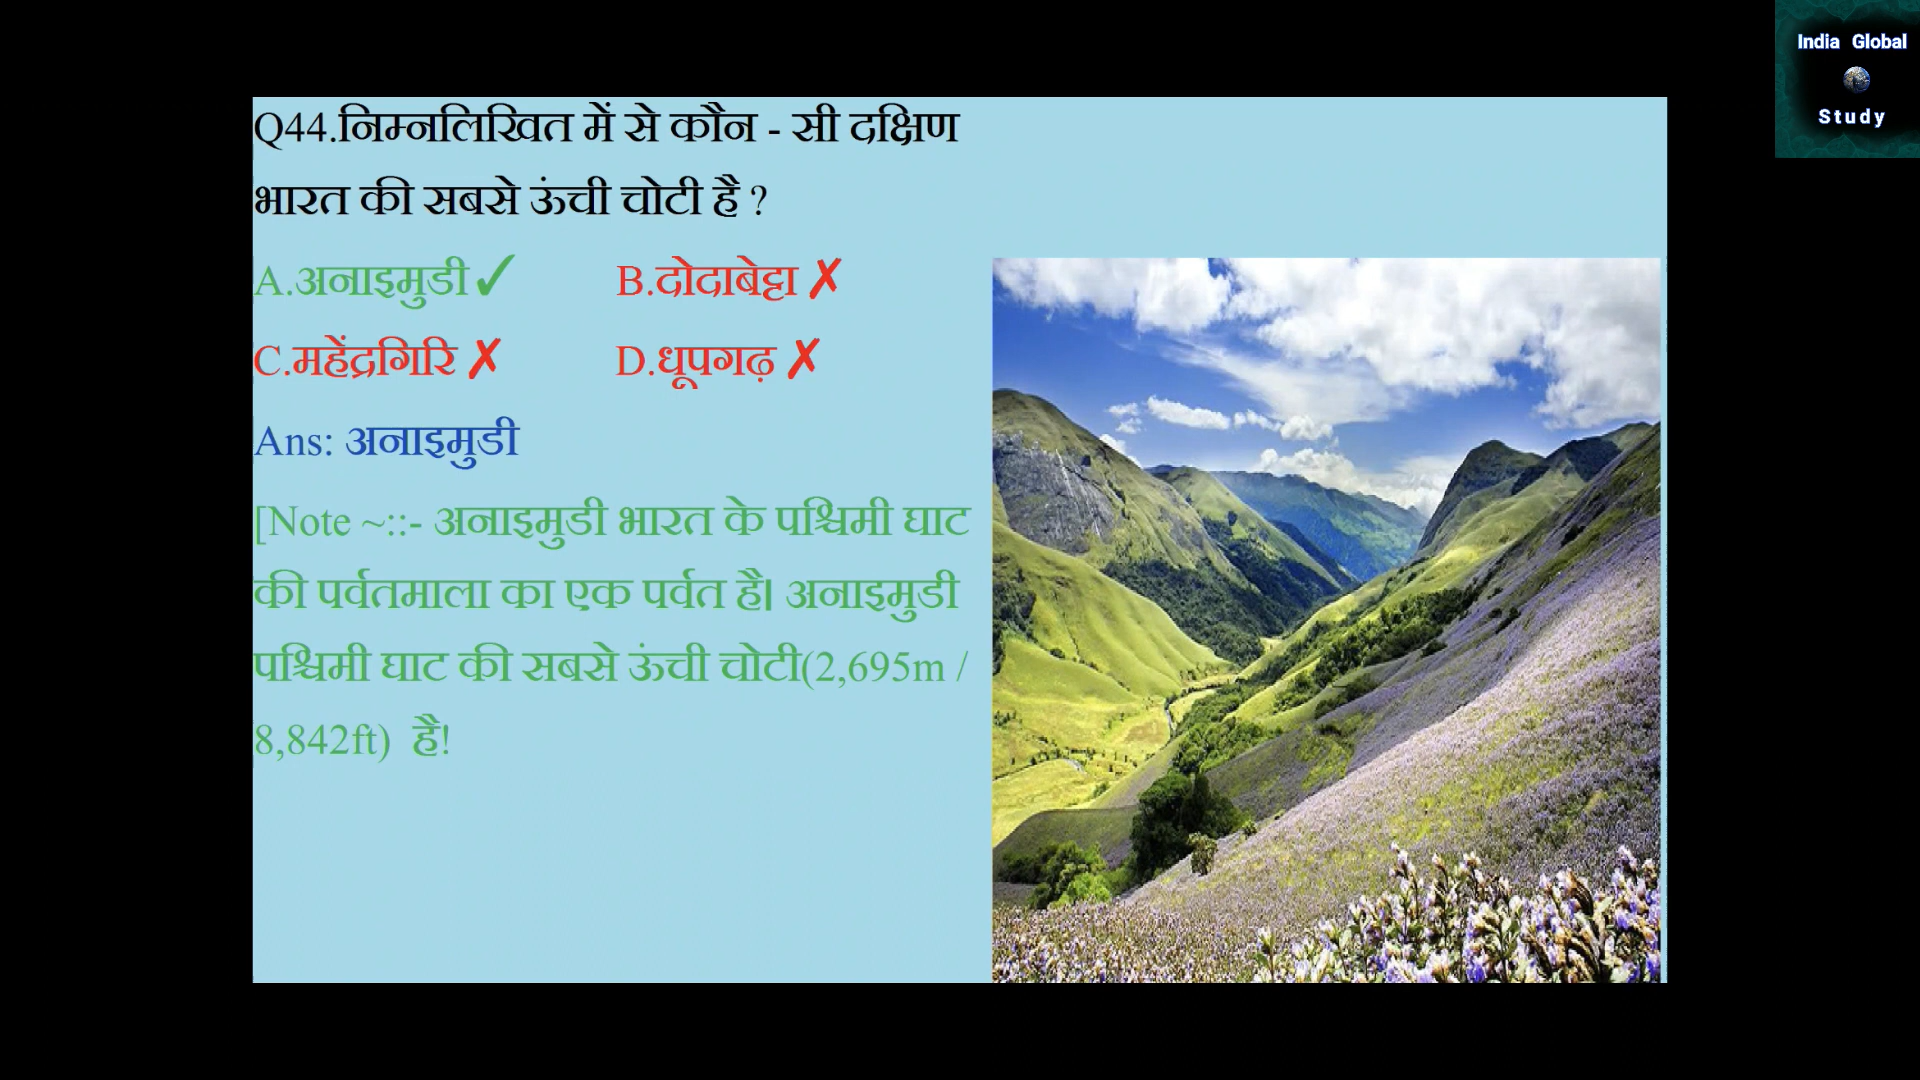 India Global
Study
Q44.निम्नलिखित में से कौन - सी दक्षिण
भारत की सबसे ऊंची चोटी है ?
A.अनाइमुडी✓ B.दोदाबेट्टा ✗
C.महेंद्रगिरि ✗ D.धूपगढ़ ✗
Ans: अनाइमुडी
[Note ~::- अनाइमुडी भारत के पश्चिमी घाट
की पर्वतमाला का एक पर्वत है। अनाइमुडी
पश्चिमी घाट की सबसे ऊंची चोटी(2,695m /
8,842ft) है!